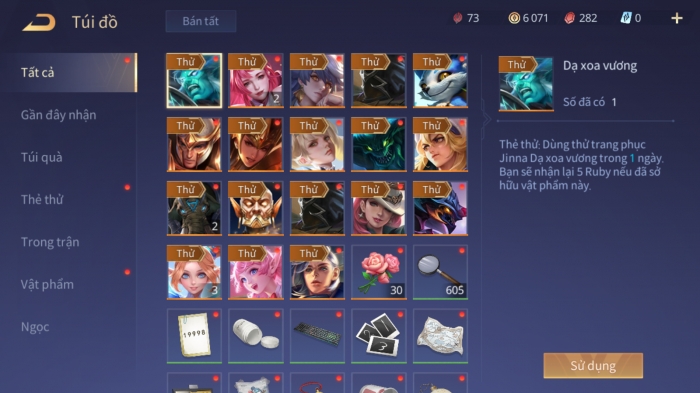 Túi đồ
Bán tất
73
6 071
282
0
Tất cả
Gần đây nhận
Túi quà
Thẻ thử
Trong trận
Vật phẩm
Ngọc
Thử
Thử
2
Thử
Thử
Thử
Thử
Thử
Thử
Thử
Thử
Thử
2
Thử
Thử
Thử
Thử
Thử
3
Thử
Thử
30
605
19998
3
Thử
Dạ xoa vương
Số đã có 1
Thẻ thử: Dùng thử trang phục
Jinna Dạ xoa vương trong 1 ngày.
Bạn sẽ nhận lại 5 Ruby nếu đã sở
hữu vật phẩm này.
Sử dụng